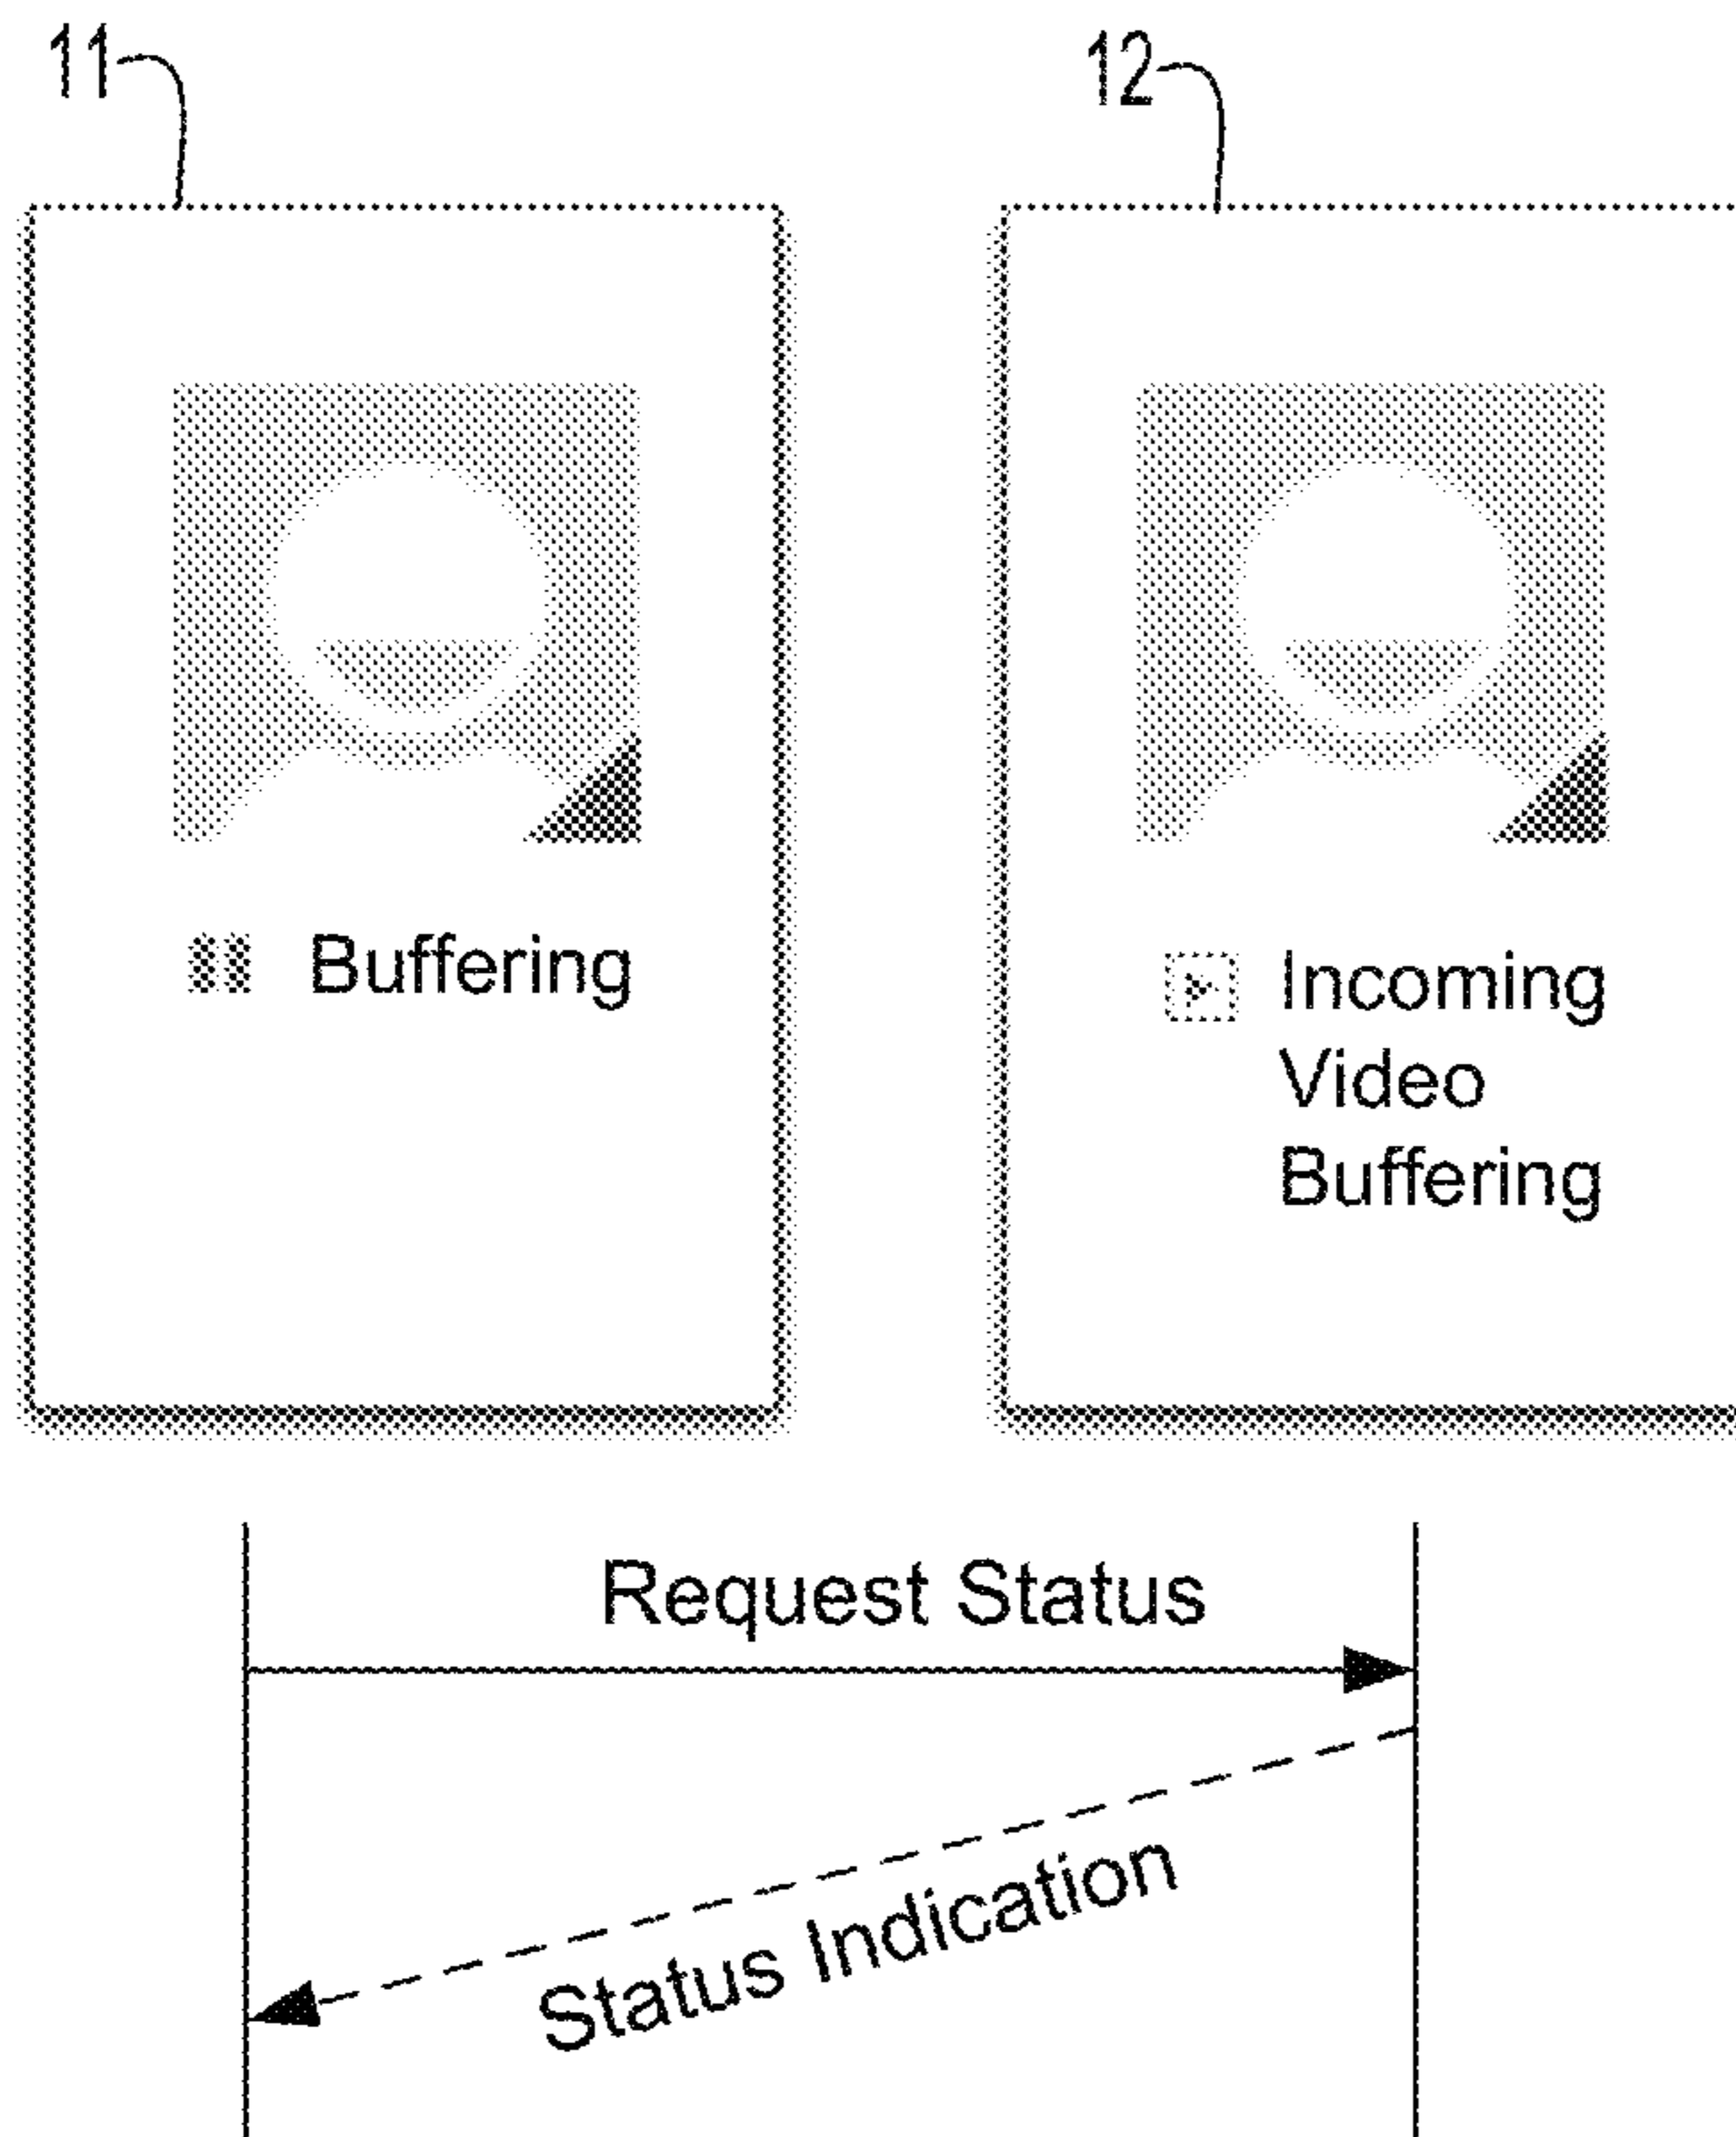 11
12
Buffering
Incoming
Video
Buffering
Request Status
Status Indication